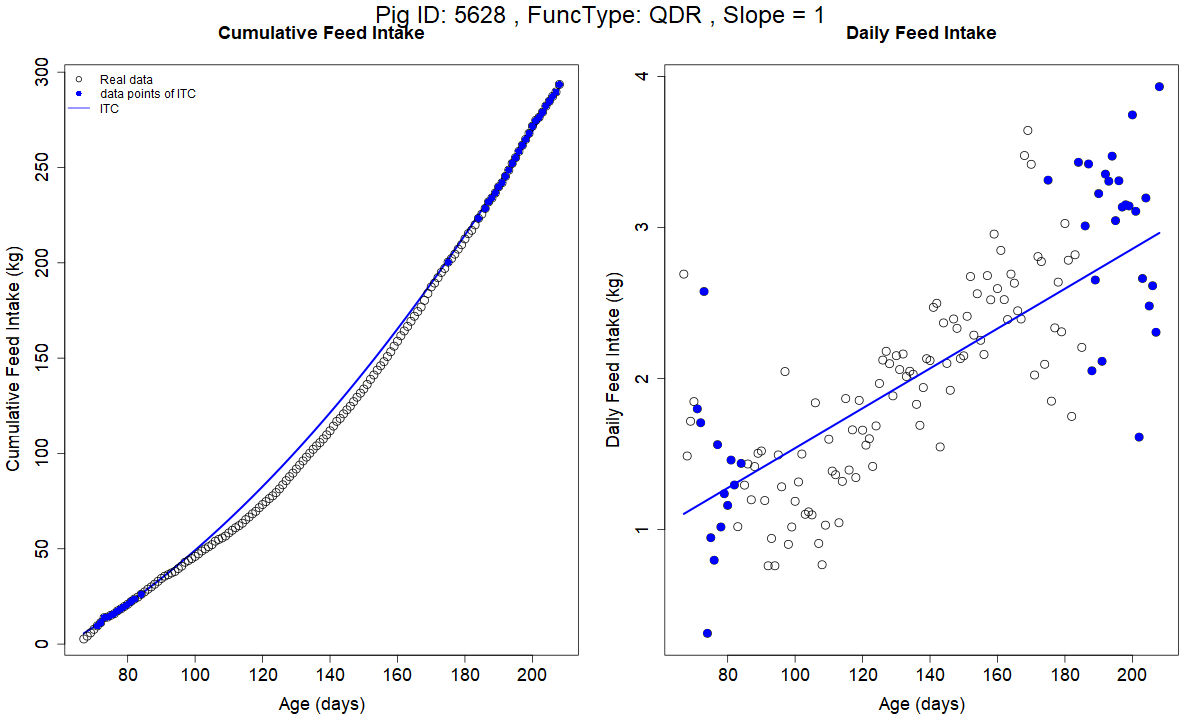 Pig ID: 5628 , FuncType: QDR , Slope = 1
Cumulative Feed Intake
Daily Feed Intake
Real data
data points of ITC
ITC
Cumulative Feed Intake (kg)
0
50
100
150
200
250
300
80 100 120 140 160 180 200
Age (days)
Daily Feed Intake (kg)
1
2
3
4
80 100 120 140 160 180 200
Age (days)